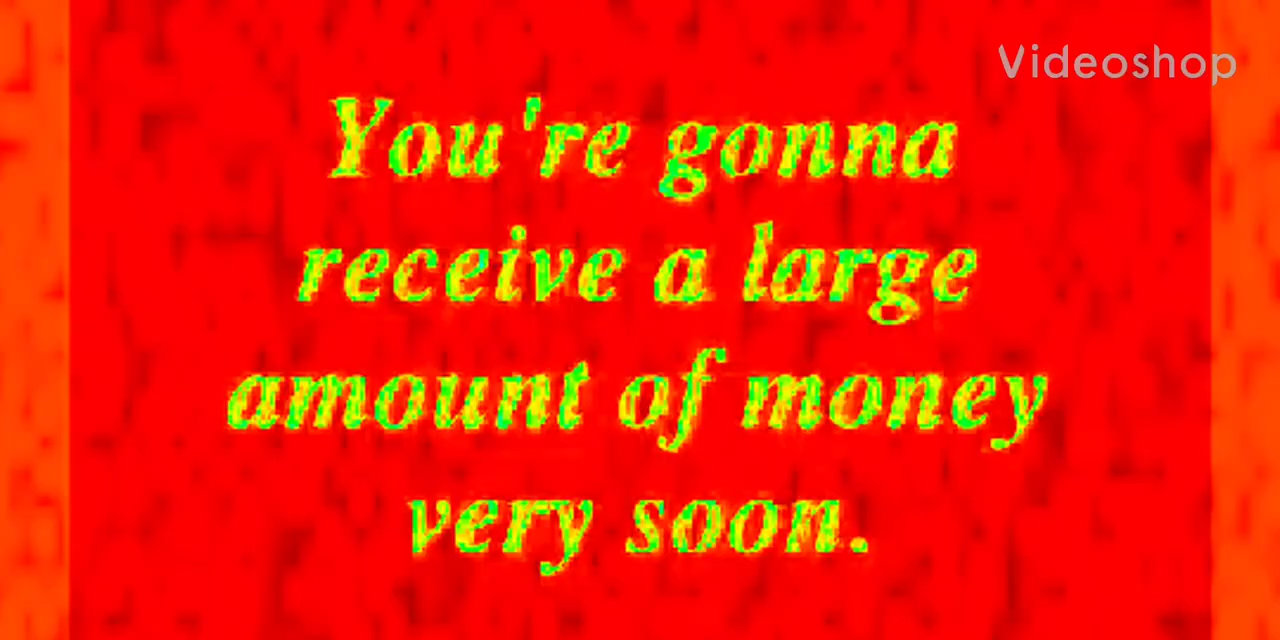 Videoshop
You're gonna
receive a large
amount of money
very soon.